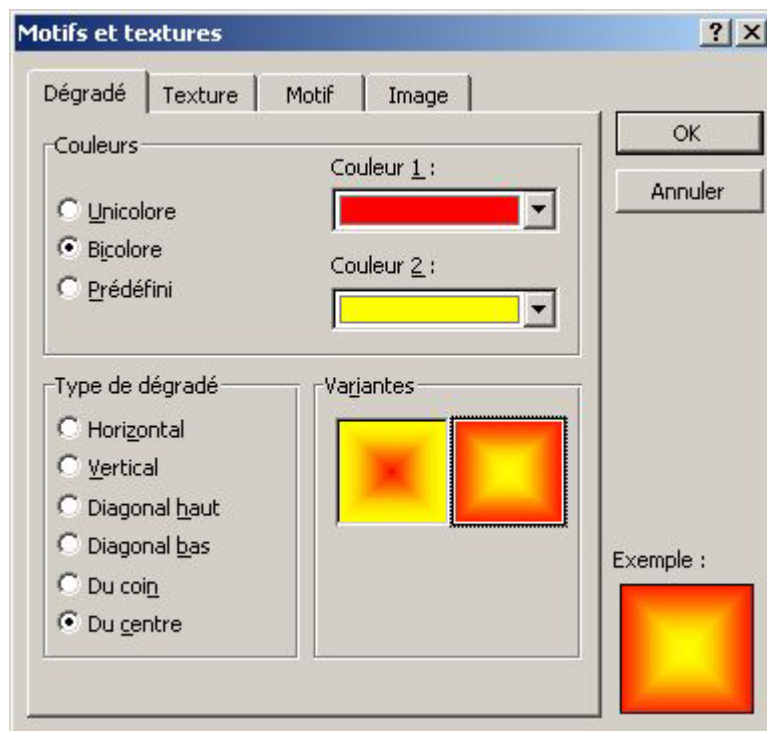 Motifs et textures
Dégradé Texture Motif Image
OK
Annuler
Couleurs
Couleur 1 :
Unicolore
Bicolore
Prédéfini
Couleur 2 :
Type de dégradé
Horizontal
Vertical
Diagonal haut
Diagonal bas
Du coin
Du centre
Variantes
Exemple :